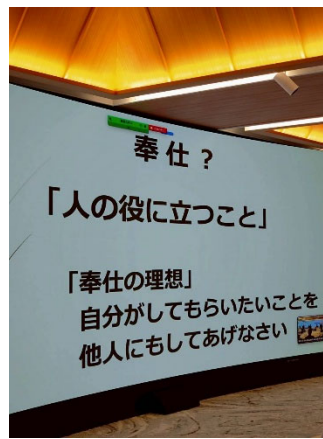 奉仕？
「人の役に立つこと」
「奉仕の理想」
自分がしてもらいたいことを
他人にもしてあげなさい